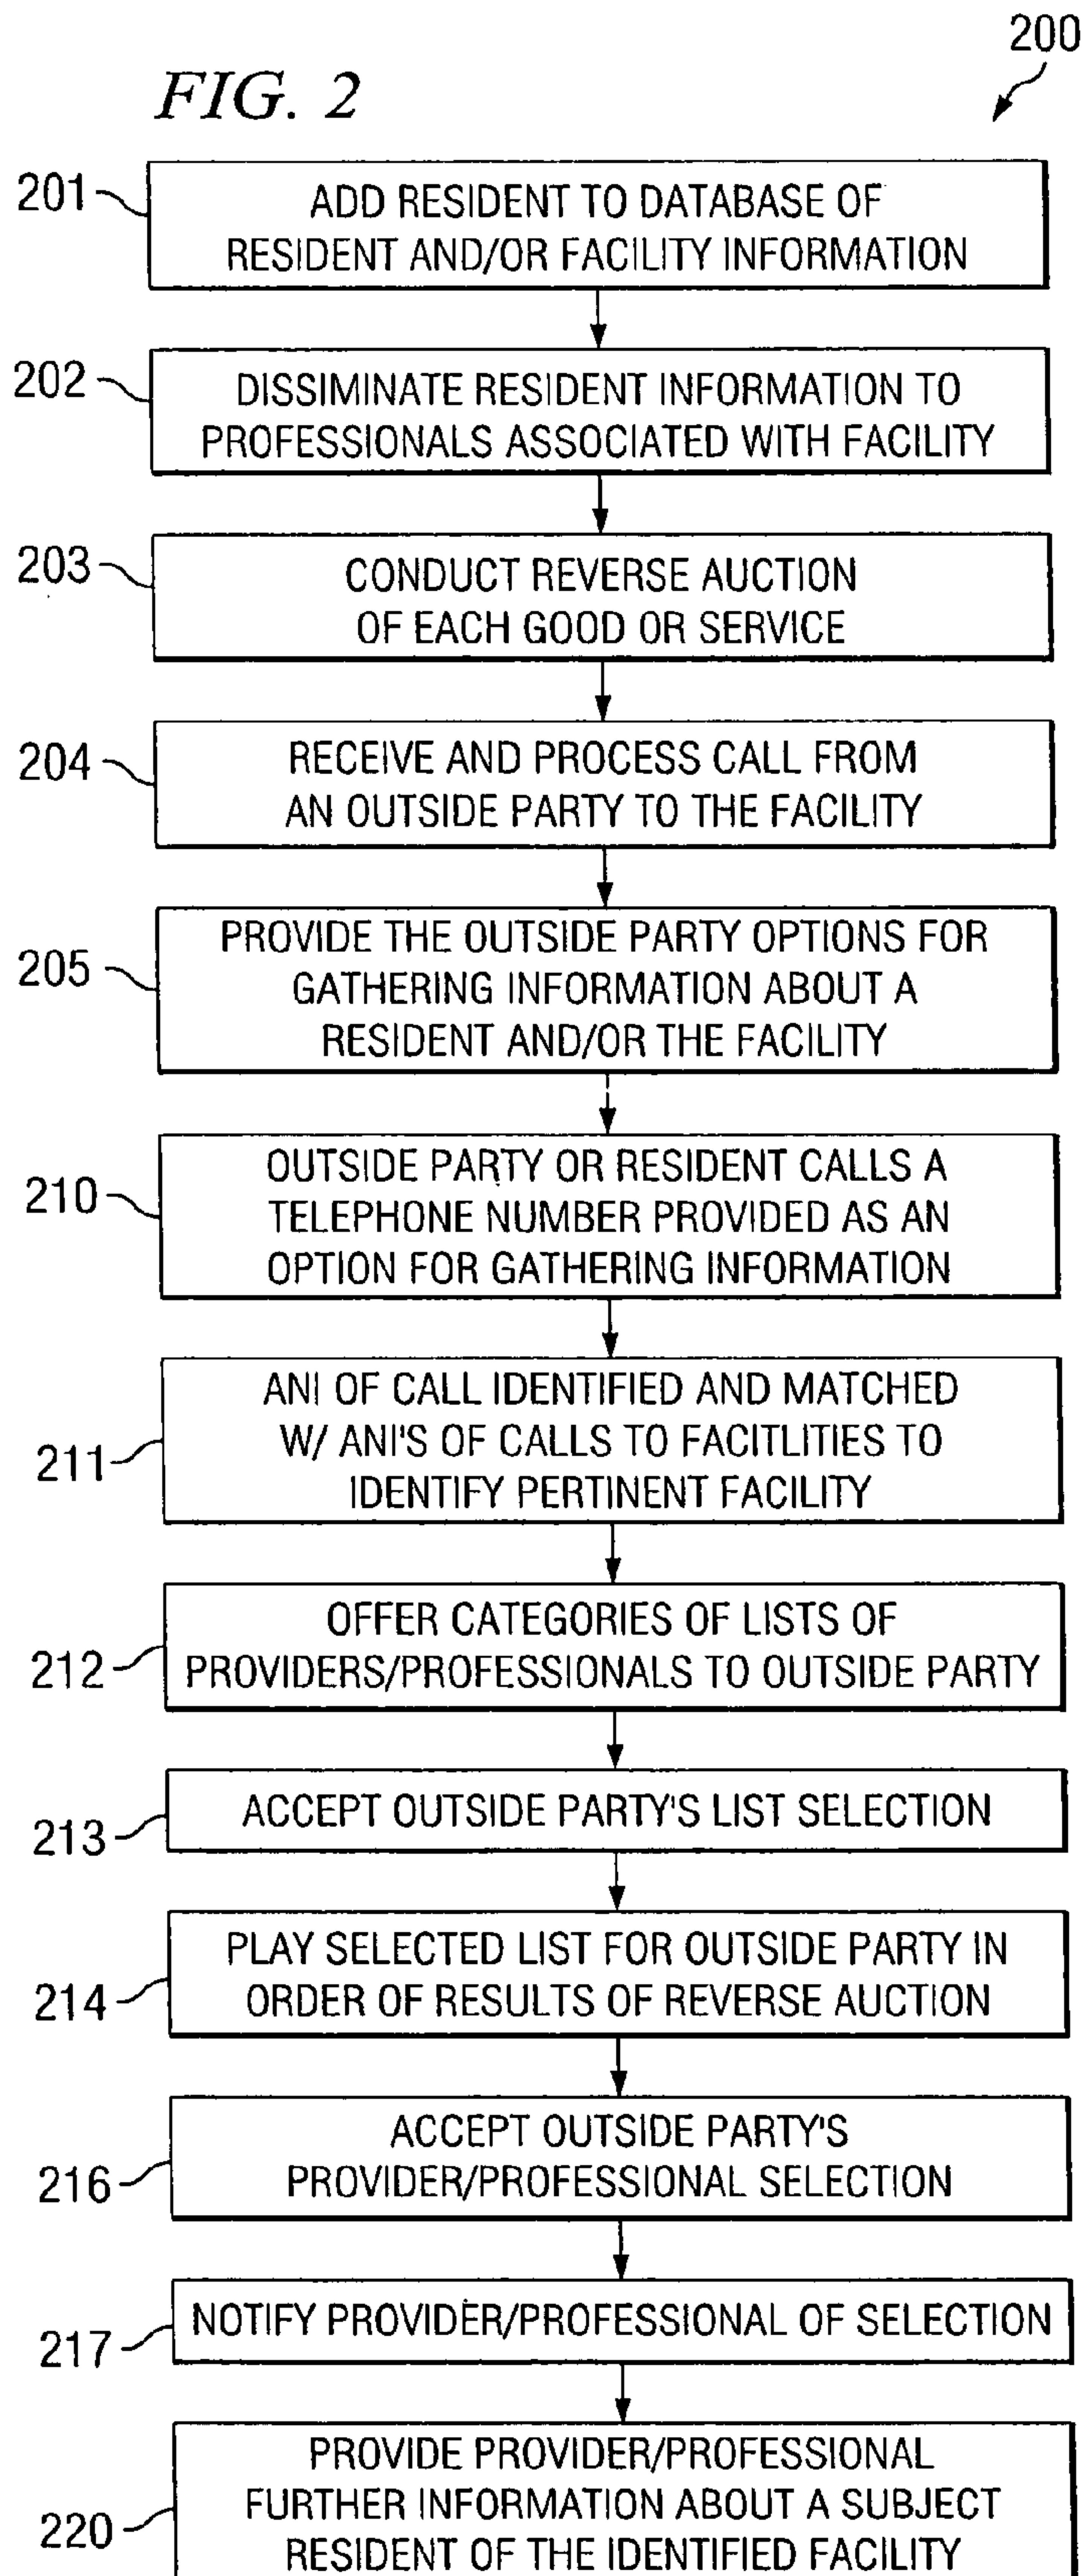 200
FIG. 2
201
ADD RESIDENT TO DATABASE OF
RESIDENT AND/OR FACILITY INFORMATION
202
DISSIMINATE RESIDENT INFORMATION TO
PROFESSIONALS ASSOCIATED WITH FACILITY
203
CONDUCT REVERSE AUCTION
OF EACH GOOD OR SERVICE
204
RECEIVE AND PROCESS CALL FROM
AN OUTSIDE PARTY TO THE FACILITY
205
PROVIDE THE OUTSIDE PARTY OPTIONS FOR
GATHERING INFORMATION ABOUT A
RESIDENT AND/OR THE FACILITY
210
OUTSIDE PARTY OR RESIDENT CALLS A
TELEPHONE NUMBER PROVIDED AS AN
OPTION FOR GATHERING INFORMATION
211
ANI OF CALL IDENTIFIED AND MATCHED
W/ ANI'S OF CALLS TO FACITLITIES TO
IDENTIFY PERTINENT FACILITY
212
OFFER CATEGORIES OF LISTS OF
PROVIDERS/PROFESSIONALS TO OUTSIDE PARTY
213
ACCEPT OUTSIDE PARTY'S LIST SELECTION
214
PLAY SELECTED LIST FOR OUTSIDE PARTY IN
ORDER OF RESULTS OF REVERSE AUCTION
216
ACCEPT OUTSIDE PARTY'S
PROVIDER/PROFESSIONAL SELECTION
217
NOTIFY PROVIDER/PROFESSIONAL OF SELECTION
220
PROVIDE PROVIDER/PROFESSIONAL
FURTHER INFORMATION ABOUT A SUBJECT
RESIDENT OF THE IDENTIFIED FACILITY